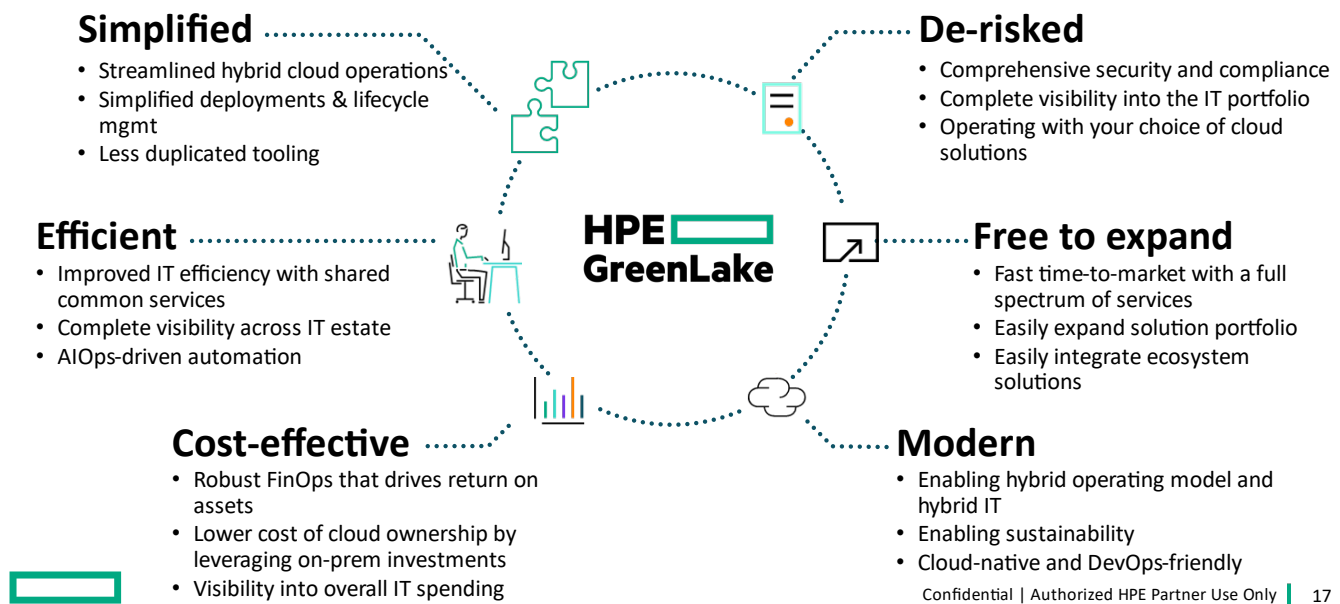 Simplified
• Streamlined hybrid cloud operations
• Simplified deployments & lifecycle
mgmt
• Less duplicated tooling
De-risked
• Comprehensive security and compliance
• Complete visibility into the IT portfolio
• Operating with your choice of cloud
solutions
Efficient
• Improved IT efficiency with shared
common services
• Complete visibility across IT estate
• AIOps-driven automation
HPE
GreenLake
Free to expand
• Fast time-to-market with a full
spectrum of services
• Easily expand solution portfolio
• Easily integrate ecosystem
solutions
Cost-effective
• Robust FinOps that drives return on
assets
• Lower cost of cloud ownership by
leveraging on-prem investments
• Visibility into overall IT spending
Modern
• Enabling hybrid operating model and
hybrid IT
• Enabling sustainability
• Cloud-native and DevOps-friendly
Confidential | Authorized HPE Partner Use Only 17